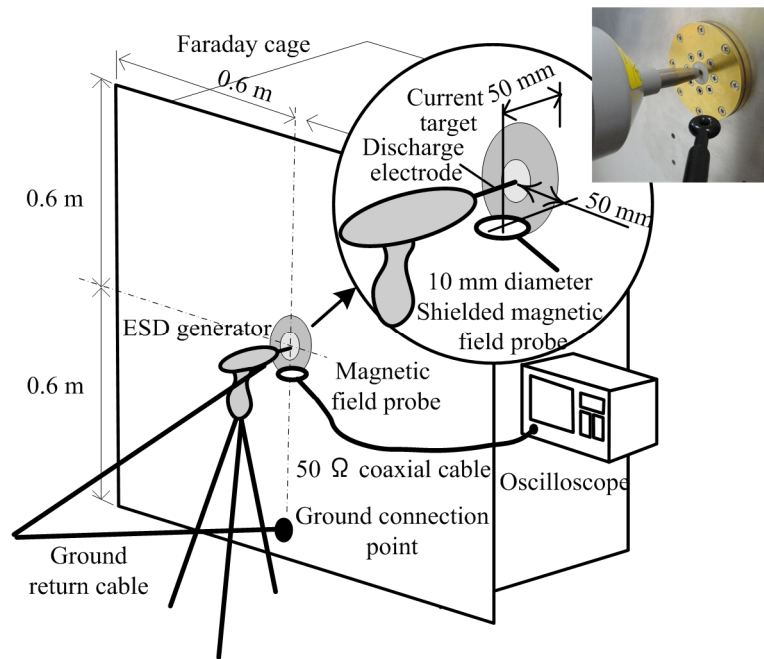 Faraday cage
0.6 m
0.6 m
0.6 m
50 mm
Current
target
Discharge
electrode
50 mm
10 mm diameter
Shielded magnetic
field probe
ESD generator
Magnetic
field probe
50 Ω coaxial cable
Oscilloscope
Ground connection
point
Ground
return cable